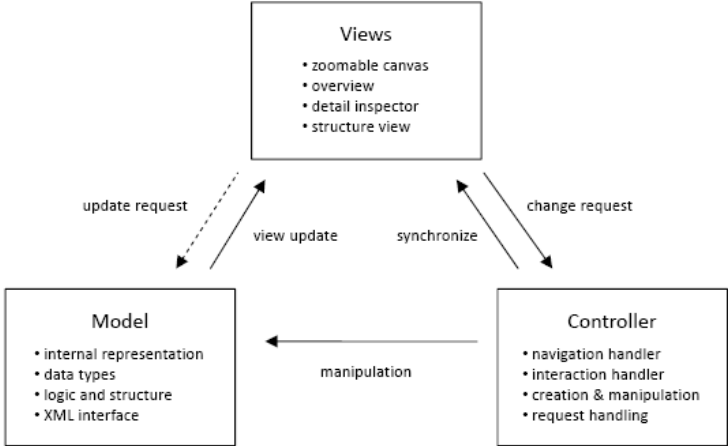 Views
• zoomable canvas
• overview
• detail inspector
• structure view
update request
view update
synchronize
change request
Model
• internal representation
• data types
• logic and structure
• XML interface
manipulation
Controller
• navigation handler
• interaction handler
• creation & manipulation
• request handling